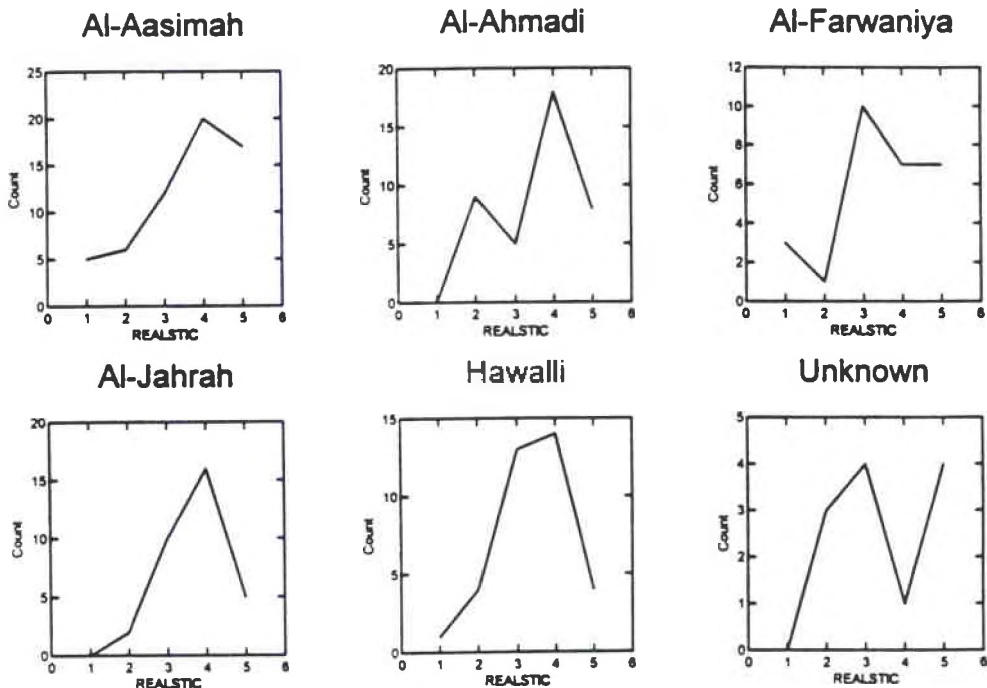 Al-Aasimah
25
20
15
10
5
0
Count
0 1 2 3 4 5 6
REALSTIC
Al-Ahmadi
20
15
10
5
0
Count
0 1 2 3 4 5 6
REALSTIC
Al-Farwaniya
12
10
8
6
4
2
0
Count
0 1 2 3 4 5 6
REALSTIC
Al-Jahrah
20
15
10
5
0
Count
0 1 2 3 4 5 6
REALSTIC
Hawalli
15
10
5
0
Count
0 1 2 3 4 5 6
REALSTIC
Unknown
5
4
3
2
1
0
Count
0 1 2 3 4 5 6
REALSTIC